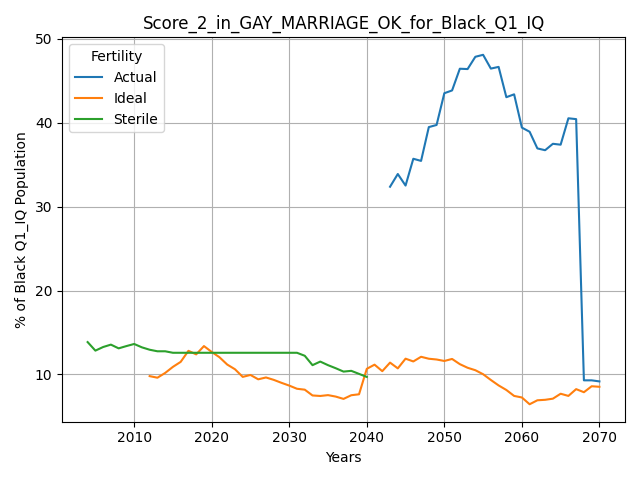 Score_2_in_GAY_MARRIAGE_OK_for_Black_Q1_IQ
Fertility
Actual
Ideal
Sterile
% of Black Q1_IQ Population
50
40
30
20
10
2010 2020 2030 2040 2050 2060 2070
Years